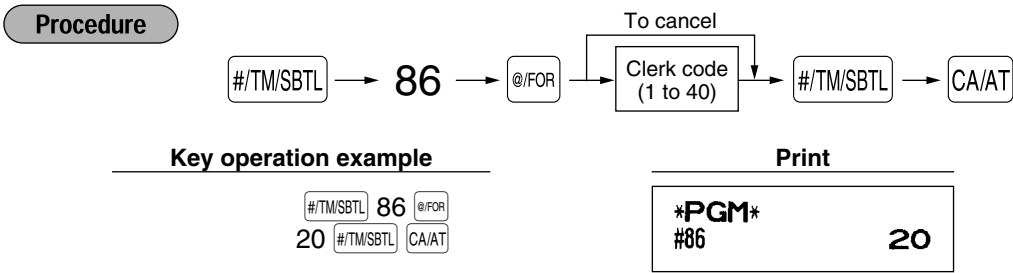 Procedure
To cancel
#/TM/SBTL 86 @/FOR Clerk code (1 to 40) #/TM/SBTL CA/AT
Key operation example
#/TM/SBTL 86 @/FOR
20 #/TM/SBTL CA/AT
Print
*PGM*
#86 20